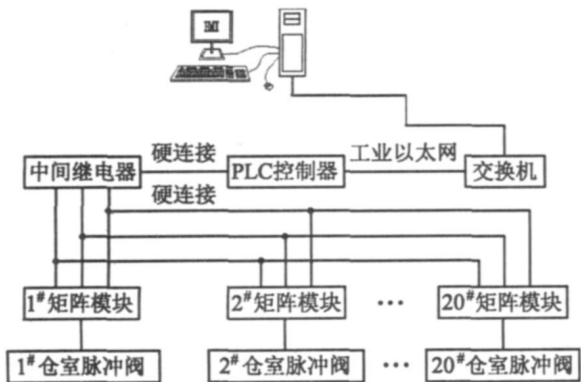 HMI
硬连接
工业以太网
中间继电器
PLC控制器
交换机
硬连接
1#矩阵模块
2#矩阵模块
···
20#矩阵模块
1#仓室脉冲阀
2#仓室脉冲阀
···
20#仓室脉冲阀